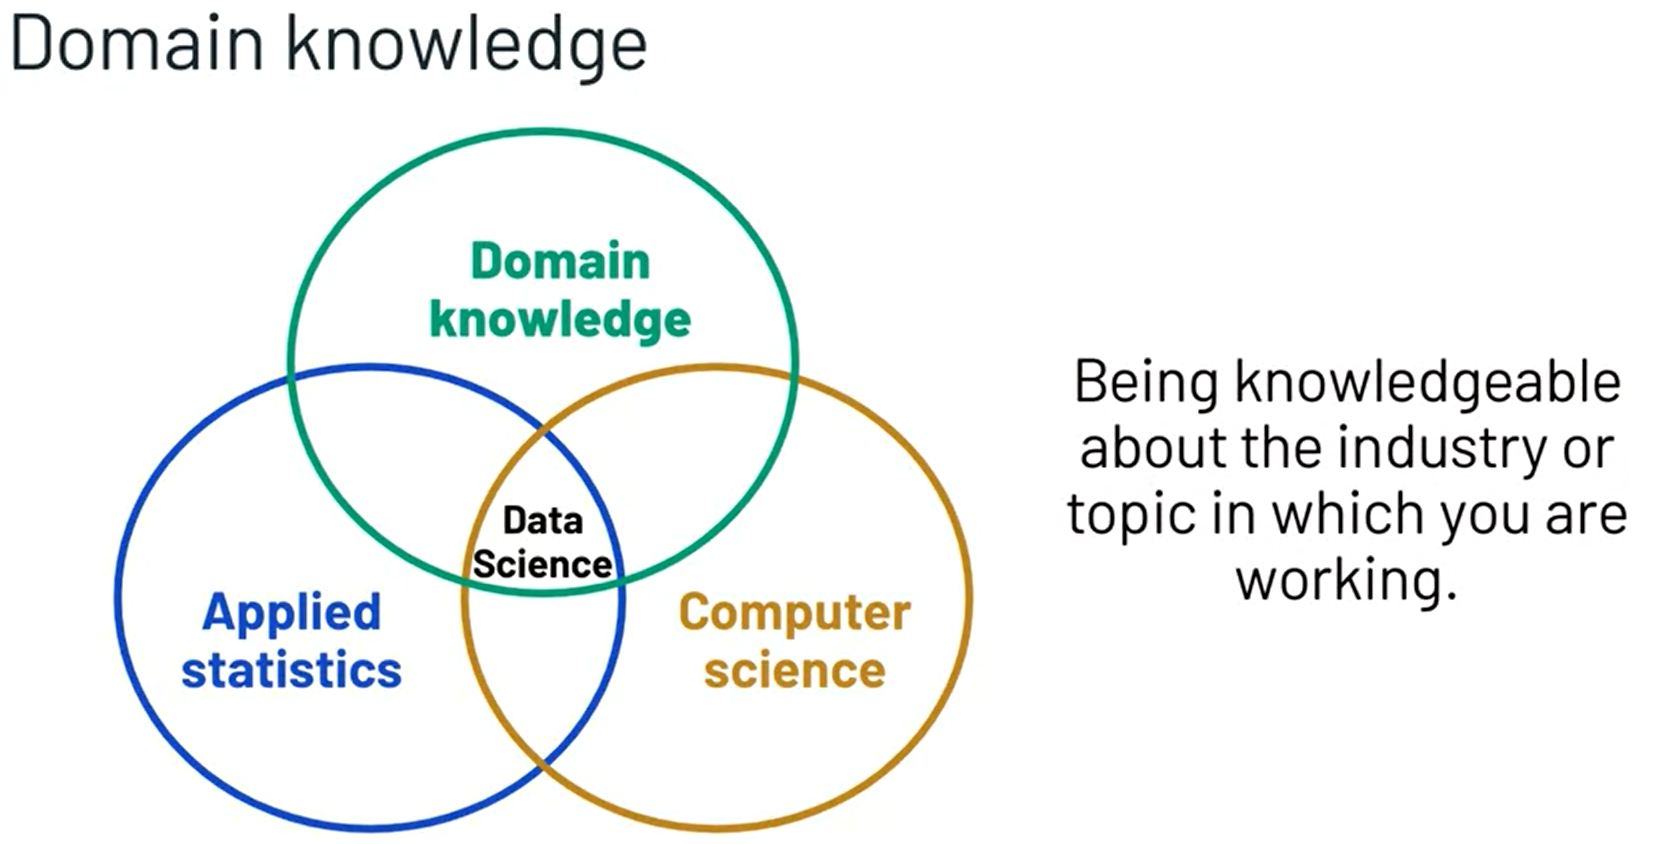 Domain knowledge
Domain
knowledge
Data
Science
Applied
statistics
Computer
science
Being knowledgeable
about the industry or
topic in which you are
working.